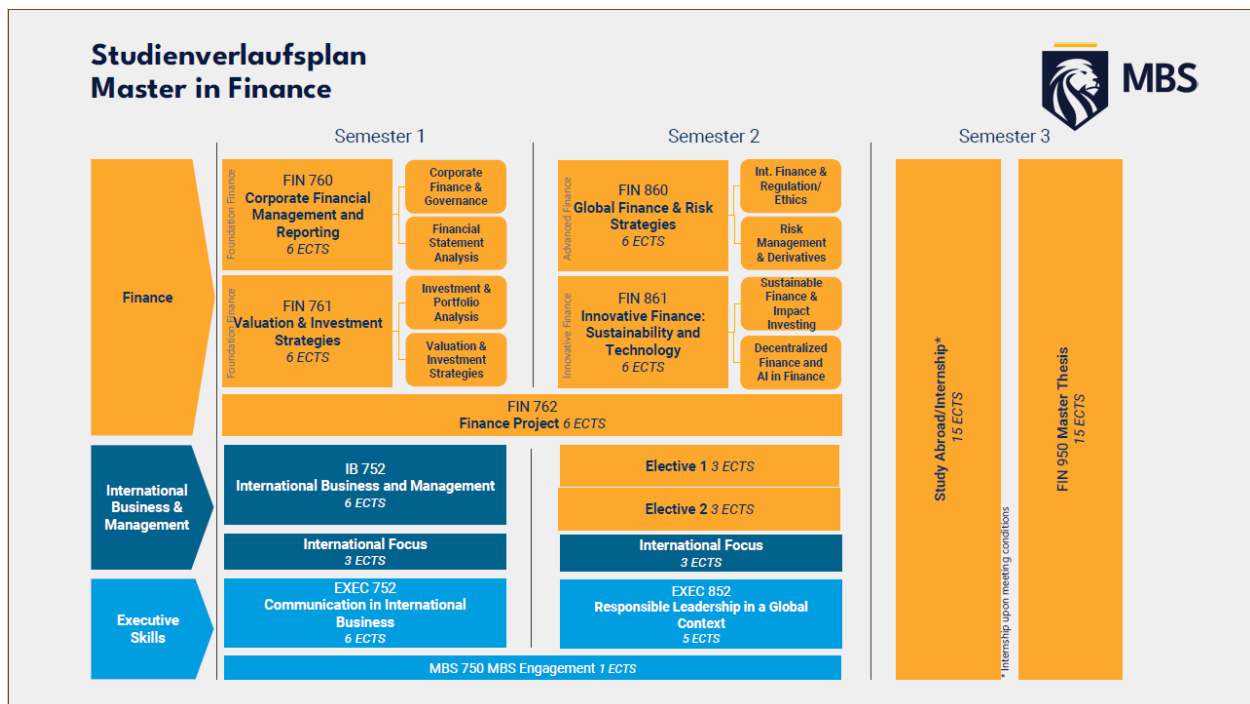 Studienverlaufsplan
Master in Finance
MBS
Semester 1
Semester 2
Semester 3
Finance
Foundation Finance
FIN 760
Corporate Financial
Management and
Reporting
6 ECTS
Corporate
Finance &
Governance
Financial
Statement
Analysis
Foundation Finance
FIN 761
Valuation & Investment
Strategies
6 ECTS
Investment &
Portfolio
Analysis
Valuation &
Investment
Strategies
Advanced Finance
FIN 860
Global Finance & Risk
Strategies
6 ECTS
Int. Finance &
Regulation/
Ethics
Risk
Management
& Derivatives
Innovative Finance
FIN 861
Innovative Finance:
Sustainability and
Technology
6 ECTS
Sustainable
Finance &
Impact
Investing
Decentralized
Finance and
AI in Finance
FIN 762
Finance Project 6 ECTS
International
Business &
Management
IB 752
International Business and Management
6 ECTS
International Focus
3 ECTS
Elective 1 3 ECTS
Elective 2 3 ECTS
International Focus
3 ECTS
Executive
Skills
EXEC 752
Communication in International
Business
6 ECTS
EXEC 852
Responsible Leadership in a Global
Context
5 ECTS
MBS 750 MBS Engagement 1 ECTS
Study Abroad/Internship*
15 ECTS
* Internship upon meeting conditions
FIN 950 Master Thesis
15 ECTS